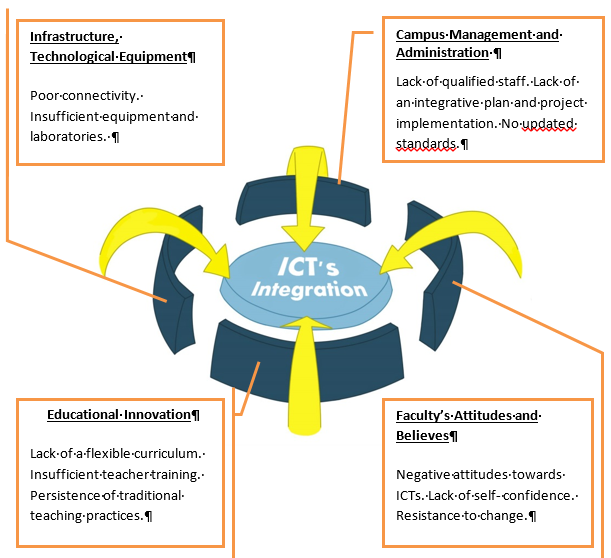 Infrastructure,
Technological Equipment¶
Poor connectivity.
Insufficient equipment and
laboratories. ¶
Campus Management and
Administration ¶
Lack of qualified staff. Lack of
an integrative plan and project
implementation. No updated
standards.¶
ICT's
Integration
Educational Innovation¶
Lack of a flexible curriculum.
Insufficient teacher training.
Persistence of traditional
teaching practices.¶
Faculty's Attitudes and
Believes¶
Negative attitudes towards
ICTs. Lack of self- confidence.
Resistance to change.¶